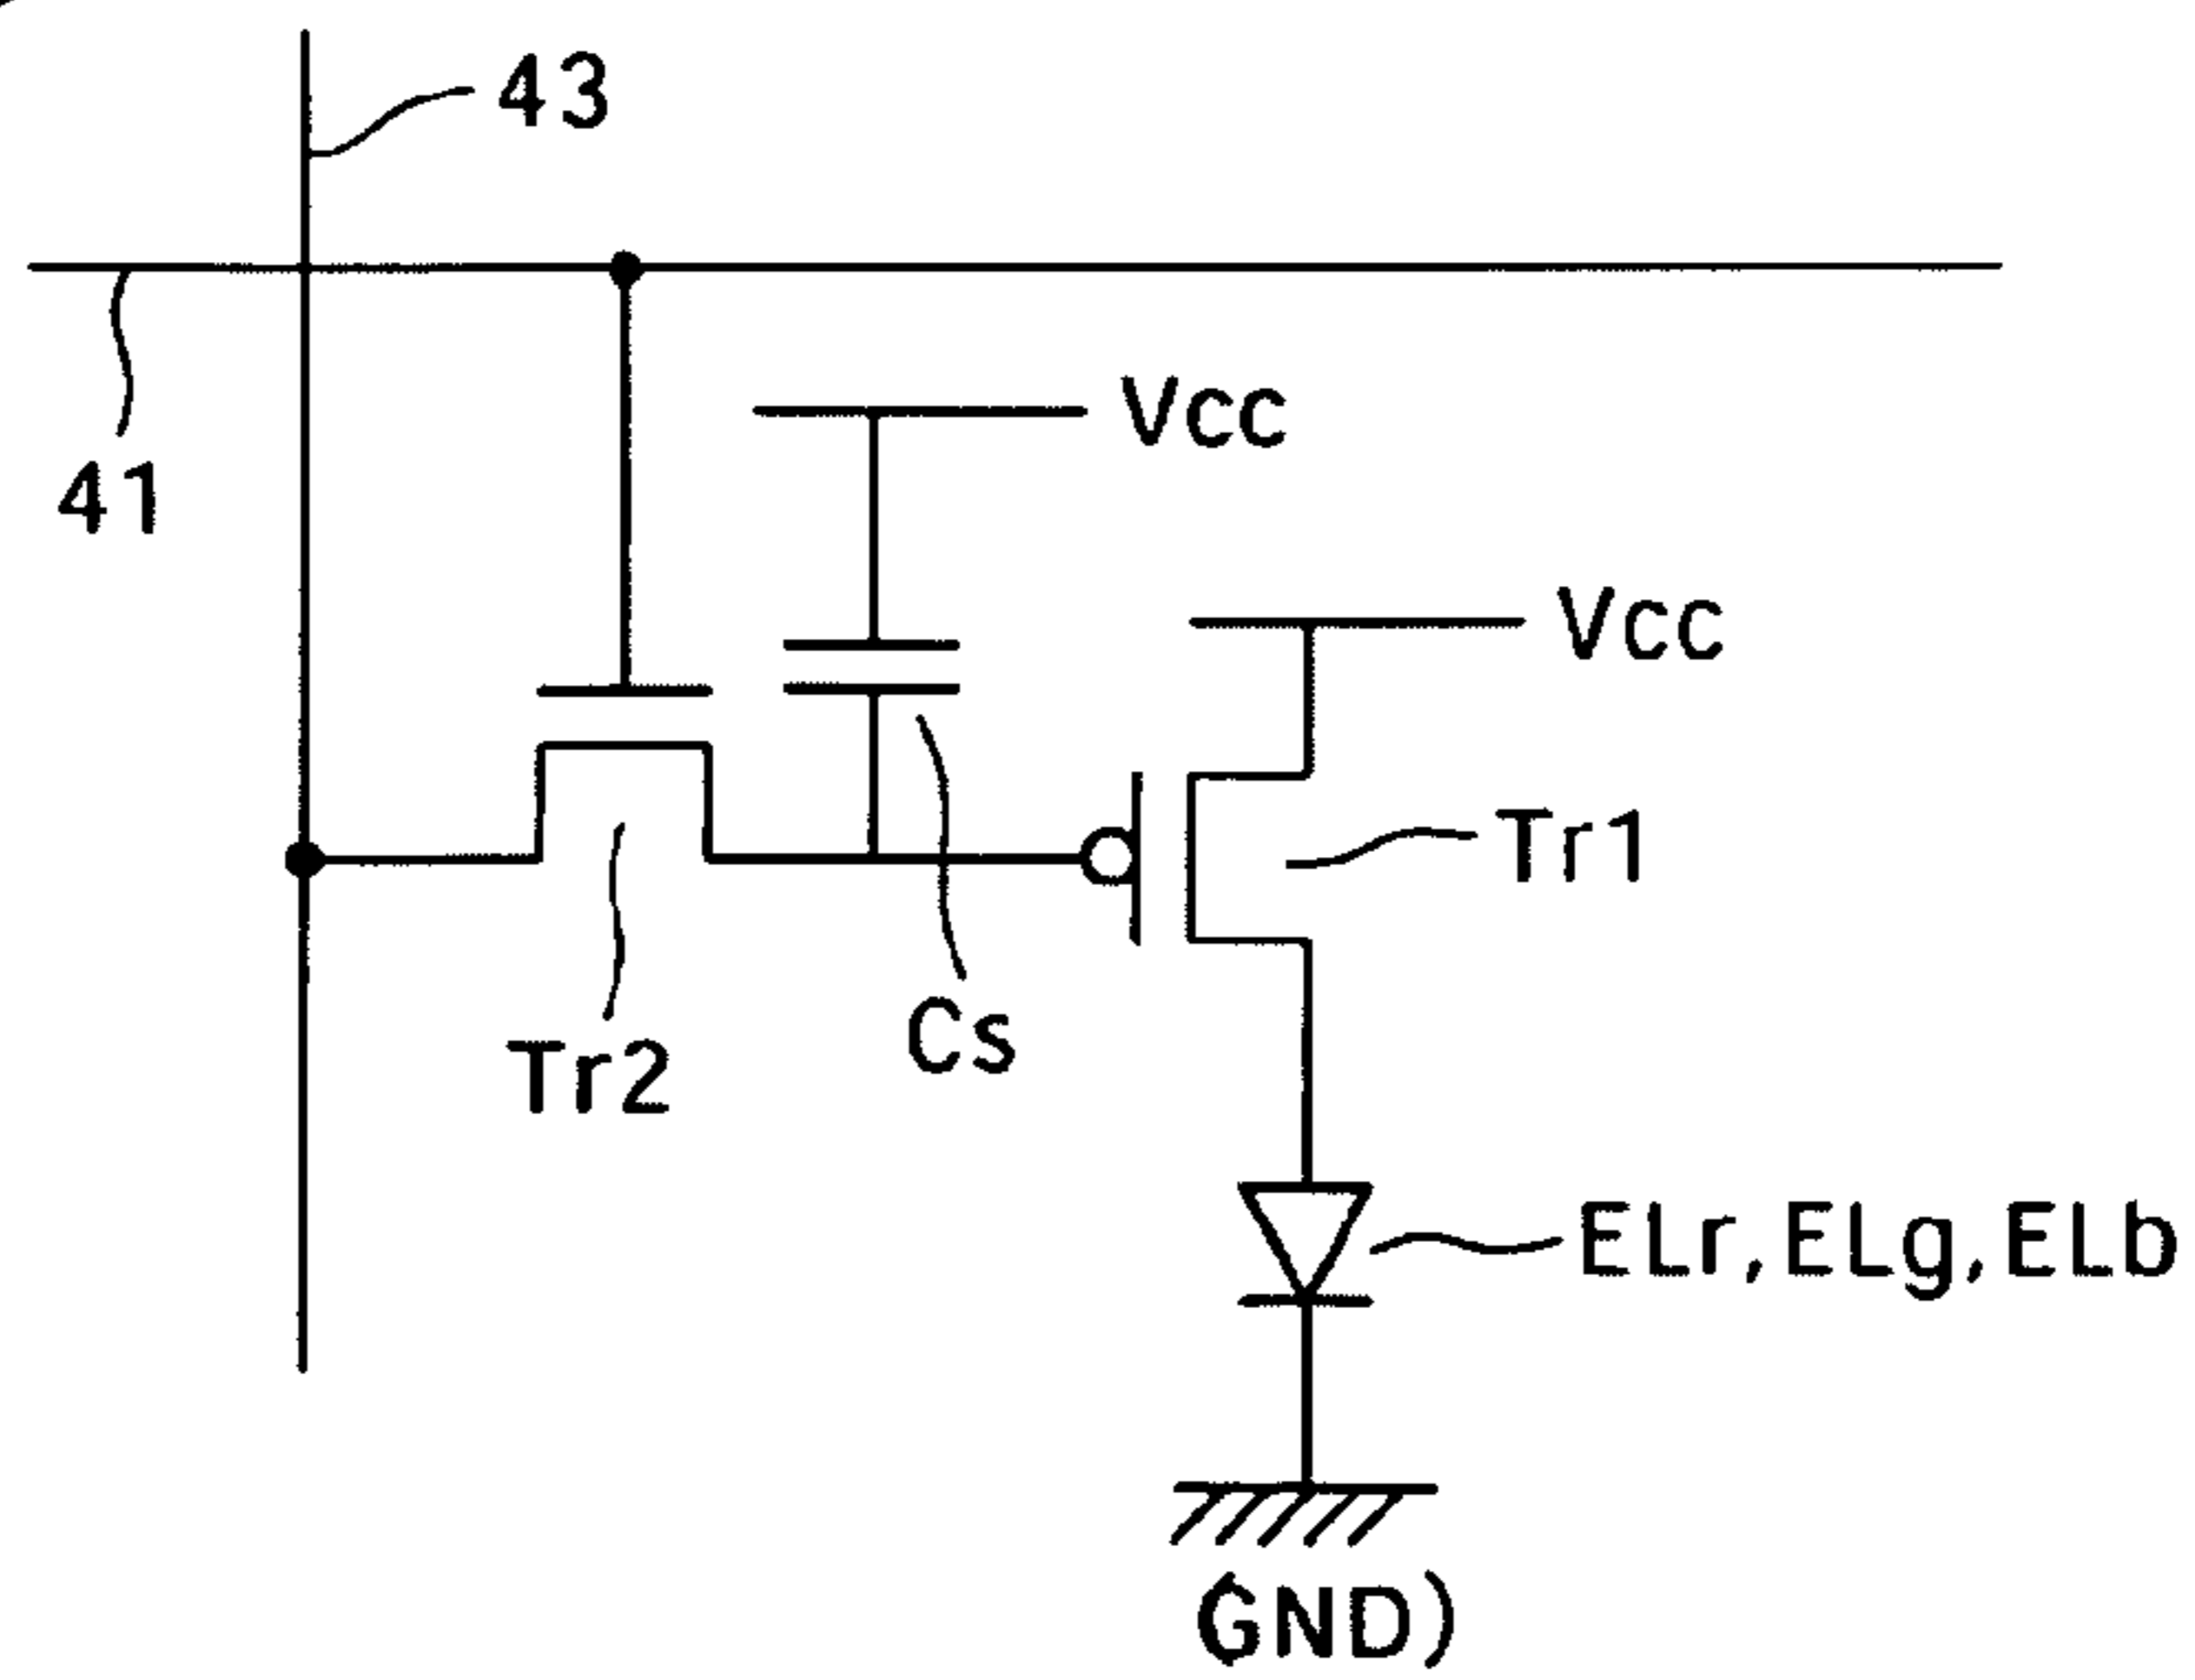 43
41
Vcc
Vcc
Tr1
Cs
Tr2
ELr,ELg,ELb
(GND)